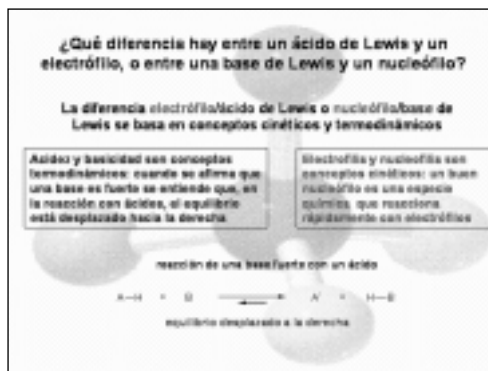 ¿Qué diferencia hay entre un ácido de Lewis y un
electrófilo, o entre una base de Lewis y un nucleófilo?
La diferencia electrófilo/ácido de Lewis o nucleófilo/base de
Lewis se basa en conceptos cinéticos y termodinámicos
Acidez y basicidad son conceptos
termodinámicos: cuando se afirma que
una base es fuerte se entiende que, en
la reacción con ácidos, el equilibrio
está desplazado hacia la derecha
Electrofilia y nucleofilia son
conceptos cinéticos: un buen
nucleófilo es una especie
química que reacciona
rápidamente con electrófilos
reacción de una base fuerte con un ácido
A—H + B A + H—B
equilibrio desplazado a la derecha